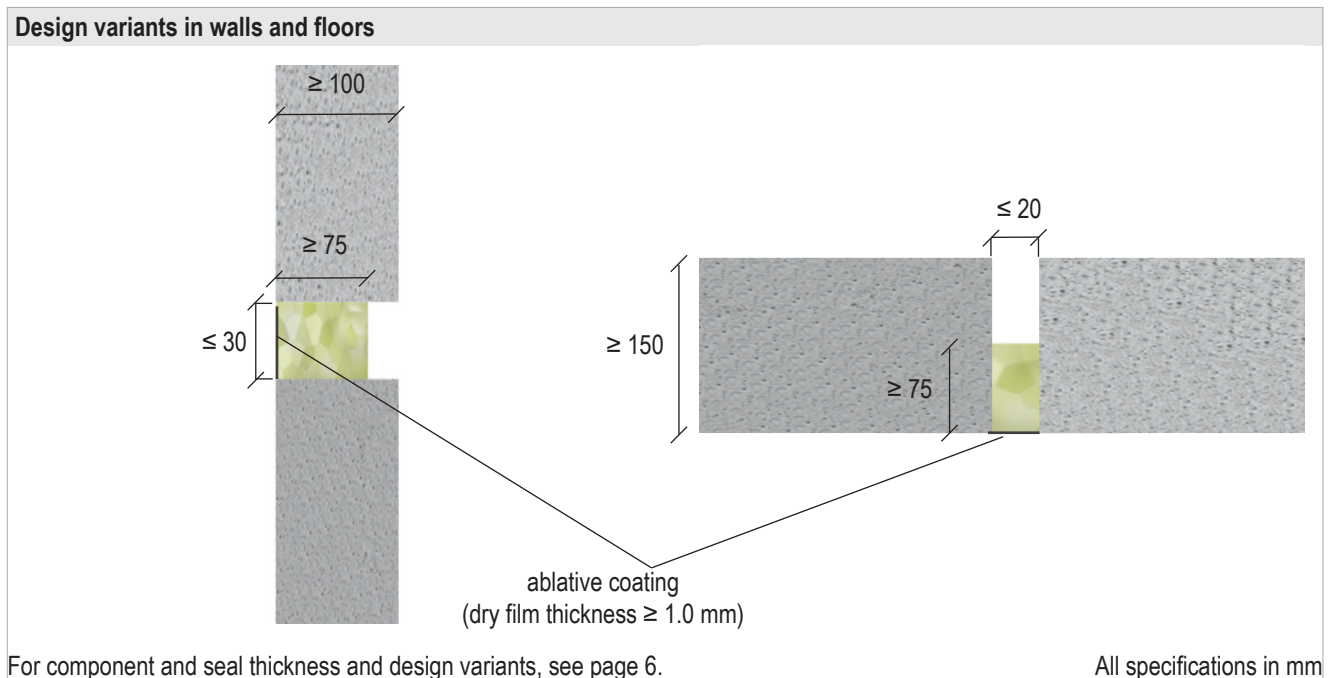 Design variants in walls and floors
≥ 100
≥ 75
≤ 30
≤ 20
≥ 150
≥ 75
ablative coating
(dry film thickness ≥ 1.0 mm)
For component and seal thickness and design variants, see page 6.
All specifications in mm